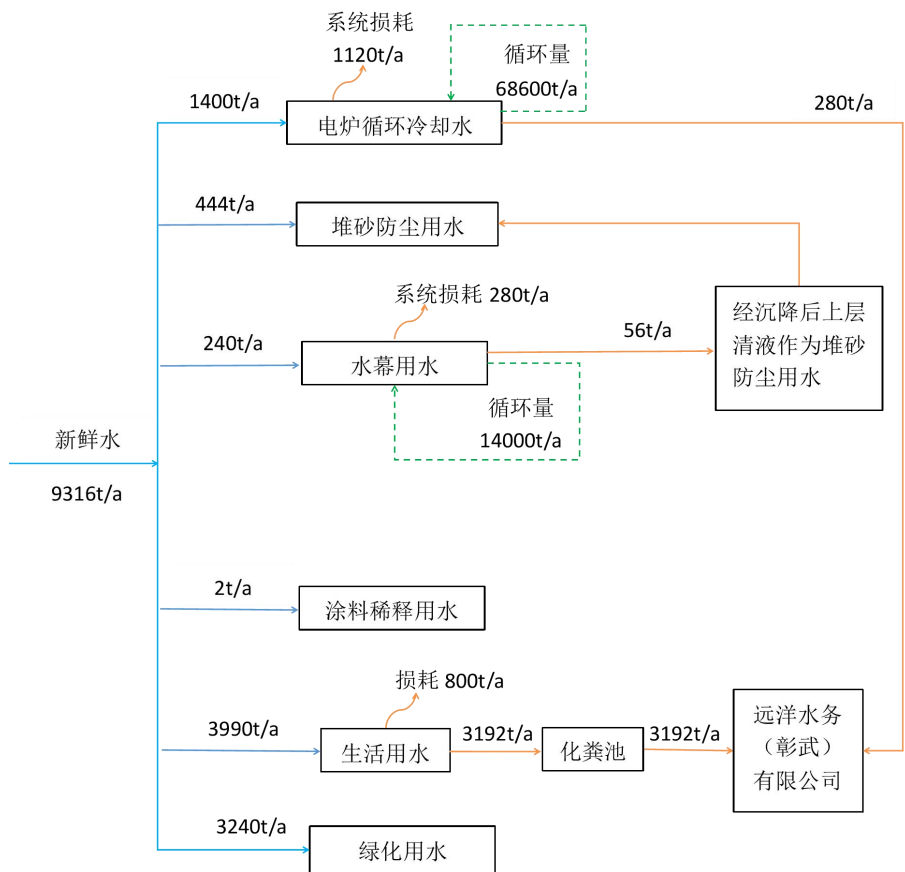 系统损耗
1120t/a
循环量
68600t/a
1400t/a
280t/a
电炉循环冷却水
444t/a
堆砂防尘用水
系统损耗 280t/a
240t/a
水幕用水
56t/a
经沉降后上层
清液作为堆砂
防尘用水
循环量
14000t/a
新鲜水
9316t/a
2t/a
涂料稀释用水
损耗 800t/a
3990t/a
生活用水
3192t/a
化粪池
3192t/a
远洋水务
（彰武）
有限公司
3240t/a
绿化用水